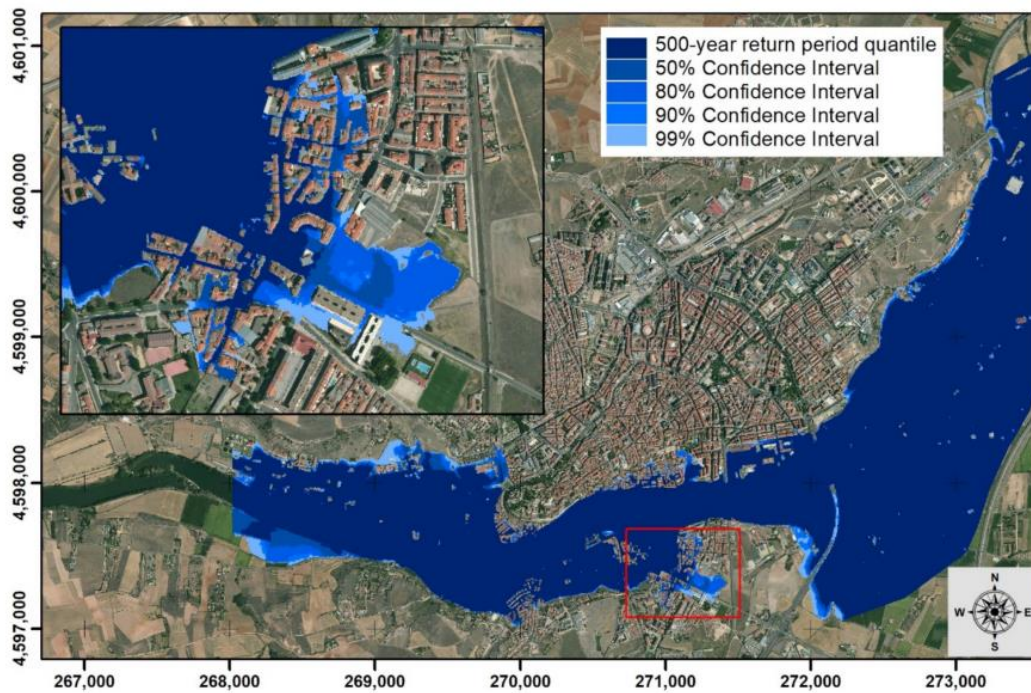 500-year return period quantile
50% Confidence Interval
80% Confidence Interval
90% Confidence Interval
99% Confidence Interval
4,601,000
4,600,000
4,599,000
4,598,000
4,597,000
N
W
E
S
267,000
268,000
269,000
270,000
271,000
272,000
273,000